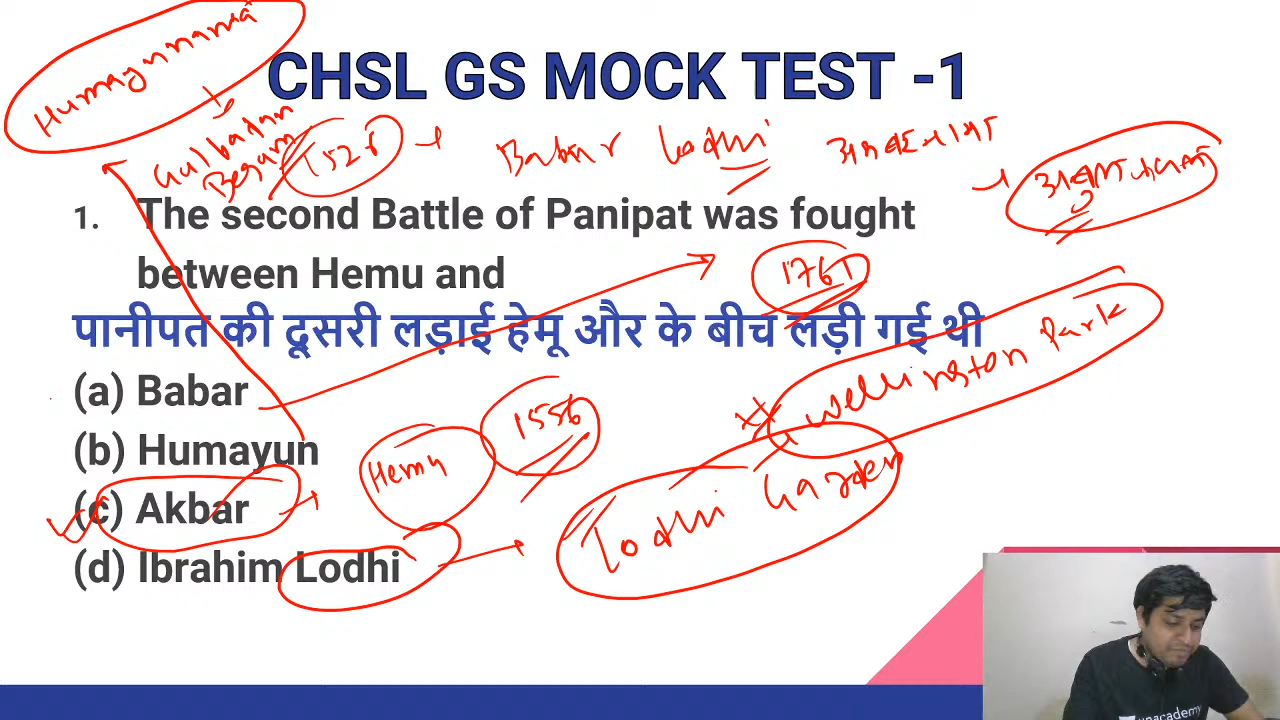 Humayunnama
CHSL GS MOCK TEST -1
Gulbadan
Begum
1526
Babar Lodhi
1. The second Battle of Panipat was fought
between Hemu and
1761
पानीपत की दूसरी लड़ाई हेमू और के बीच लड़ी गई थी
Wellington Park
(a) Babar
1556
(b) Humayun
Hemu
(c) Akbar
Lodhi Garden
(d) Ibrahim Lodhi
unacademy